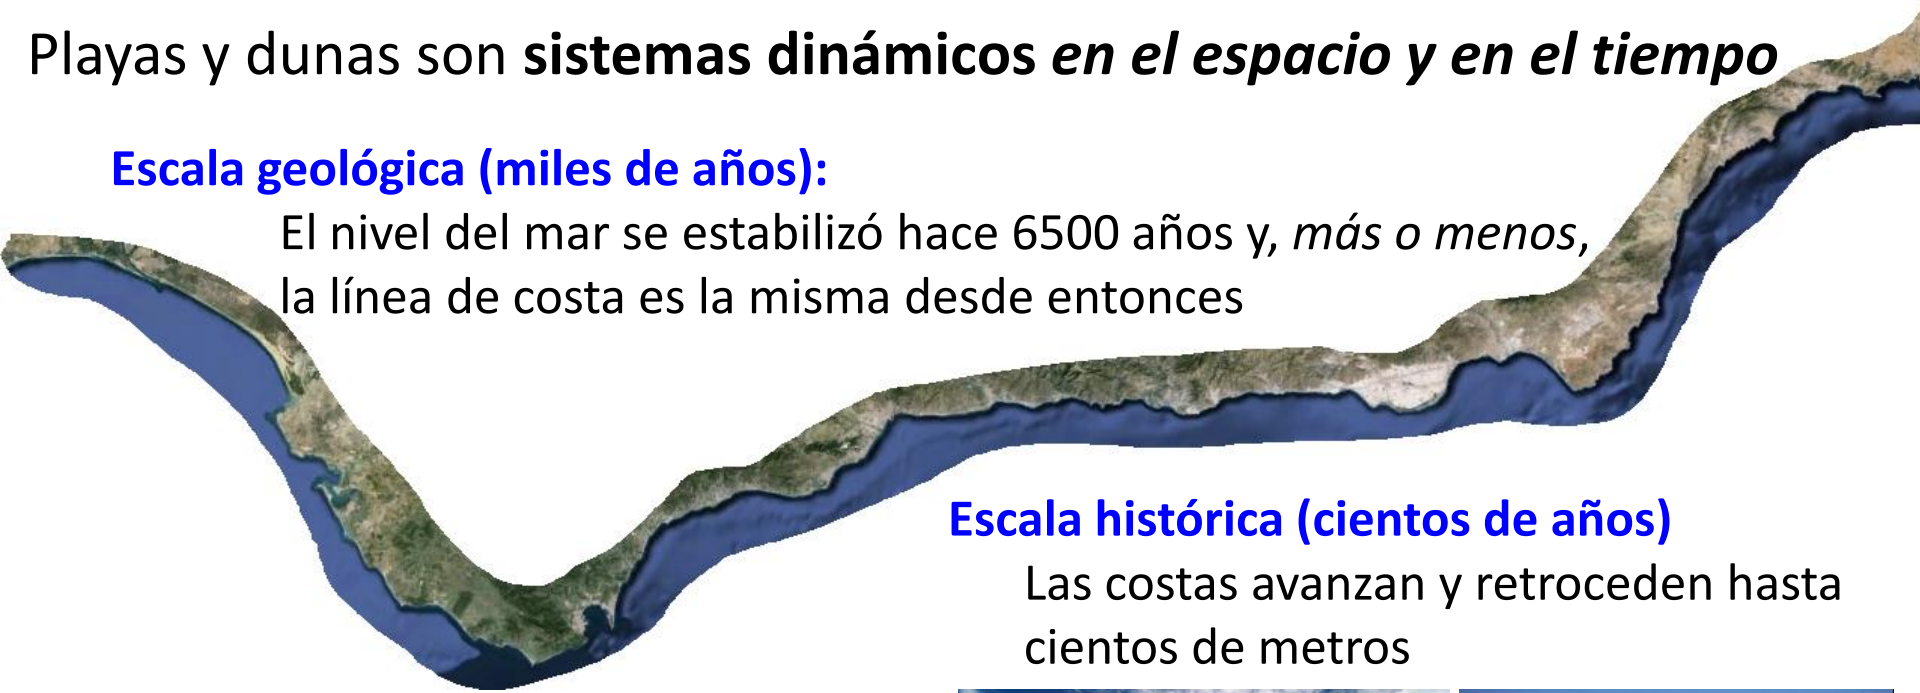 Playas y dunas son sistemas dinámicos en el espacio y en el tiempo
Escala geológica (miles de años):
El nivel del mar se estabilizó hace 6500 años y, más o menos,
la línea de costa es la misma desde entonces
Escala histórica (cientos de años)
Las costas avanzan y retroceden hasta
cientos de metros